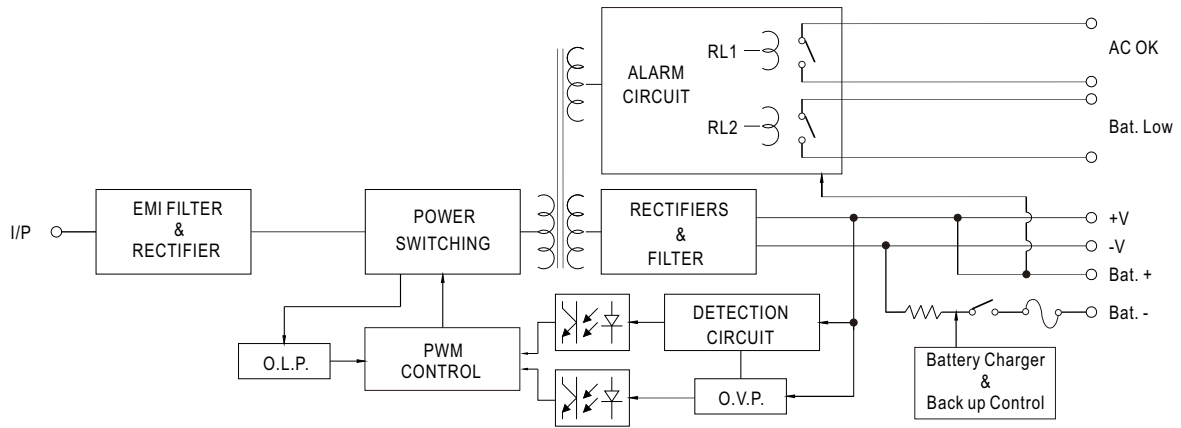 AC OK
RL1
ALARM
CIRCUIT
RL2
Bat. Low
I/P
EMI FILTER
&
RECTIFIER
POWER
SWITCHING
RECTIFIERS
&
FILTER
+V
-V
Bat. +
Bat. -
O.L.P.
PWM
CONTROL
DETECTION
CIRCUIT
O.V.P.
Battery Charger
&
Back up Control